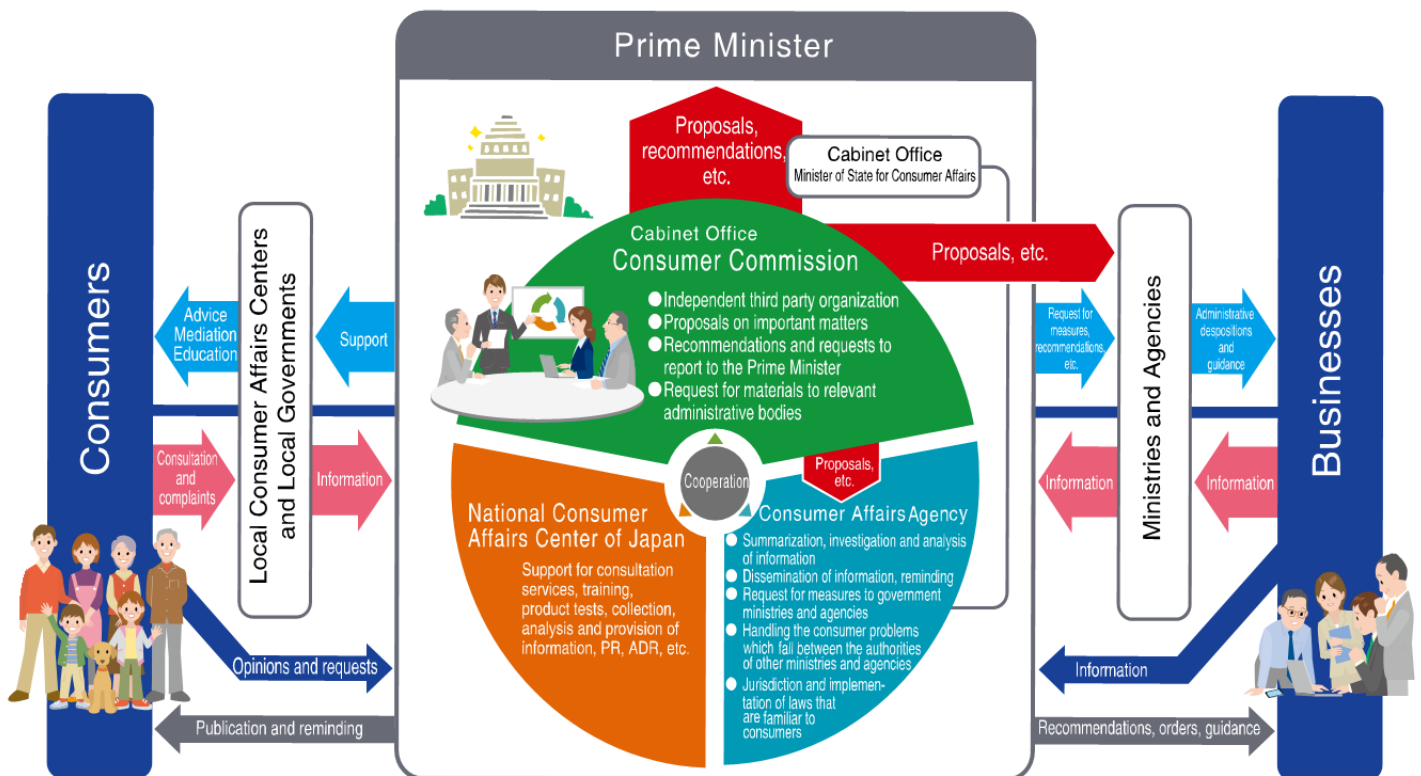 Prime Minister
Proposals,
recommendations,
etc.
Cabinet Office
Minister of State for Consumer Affairs
Cabinet Office
Consumer Commission
Independent third party organization
Proposals on important matters
Recommendations and requests to
report to the Prime Minister
Request for materials to relevant
administrative bodies
Proposals, etc.
Consumers
Local Consumer Affairs Centers
and Local Governments
Advice
Mediation
Education
Support
Consultation
and
complaints
Information
Opinions and requests
Publication and reminding
Cooperation
Proposals,
etc.
National Consumer
Affairs Center of Japan
Support for consultation
services, training,
product tests, collection,
analysis and provision of
information, PR, ADR, etc.
Consumer Affairs Agency
Summarization, investigation and analysis
of information
Dissemination of information, reminding
Request for measures to government
ministries and agencies
Handling the consumer problems
which fall between the authorities
of other ministries and agencies
Jurisdiction and implemen-
tation of laws that
are familiar to
consumers
Request for
measures,
recommendations,
etc.
Ministries and Agencies
Administrative
despositions
and
guidance
Information
Information
Information
Recommendations, orders, guidance
Businesses